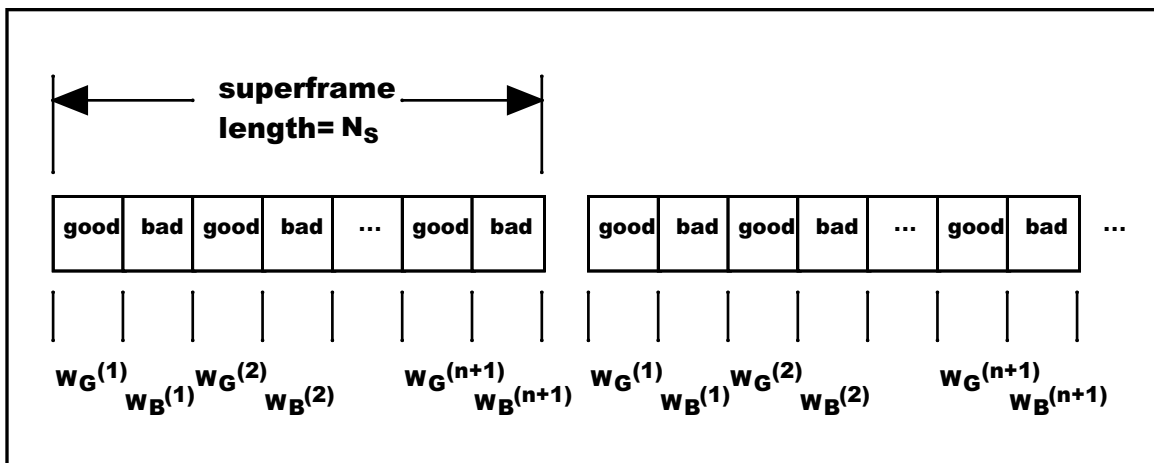 superframe
length= N_S
good bad good bad ... good bad good bad good bad ... good bad ...
w_G^(1) w_G^(2) w_G^(n+1) w_G^(1) w_G^(2) w_G^(n+1)
w_B^(1) w_B^(2) w_B^(n+1) w_B^(1) w_B^(2) w_B^(n+1)